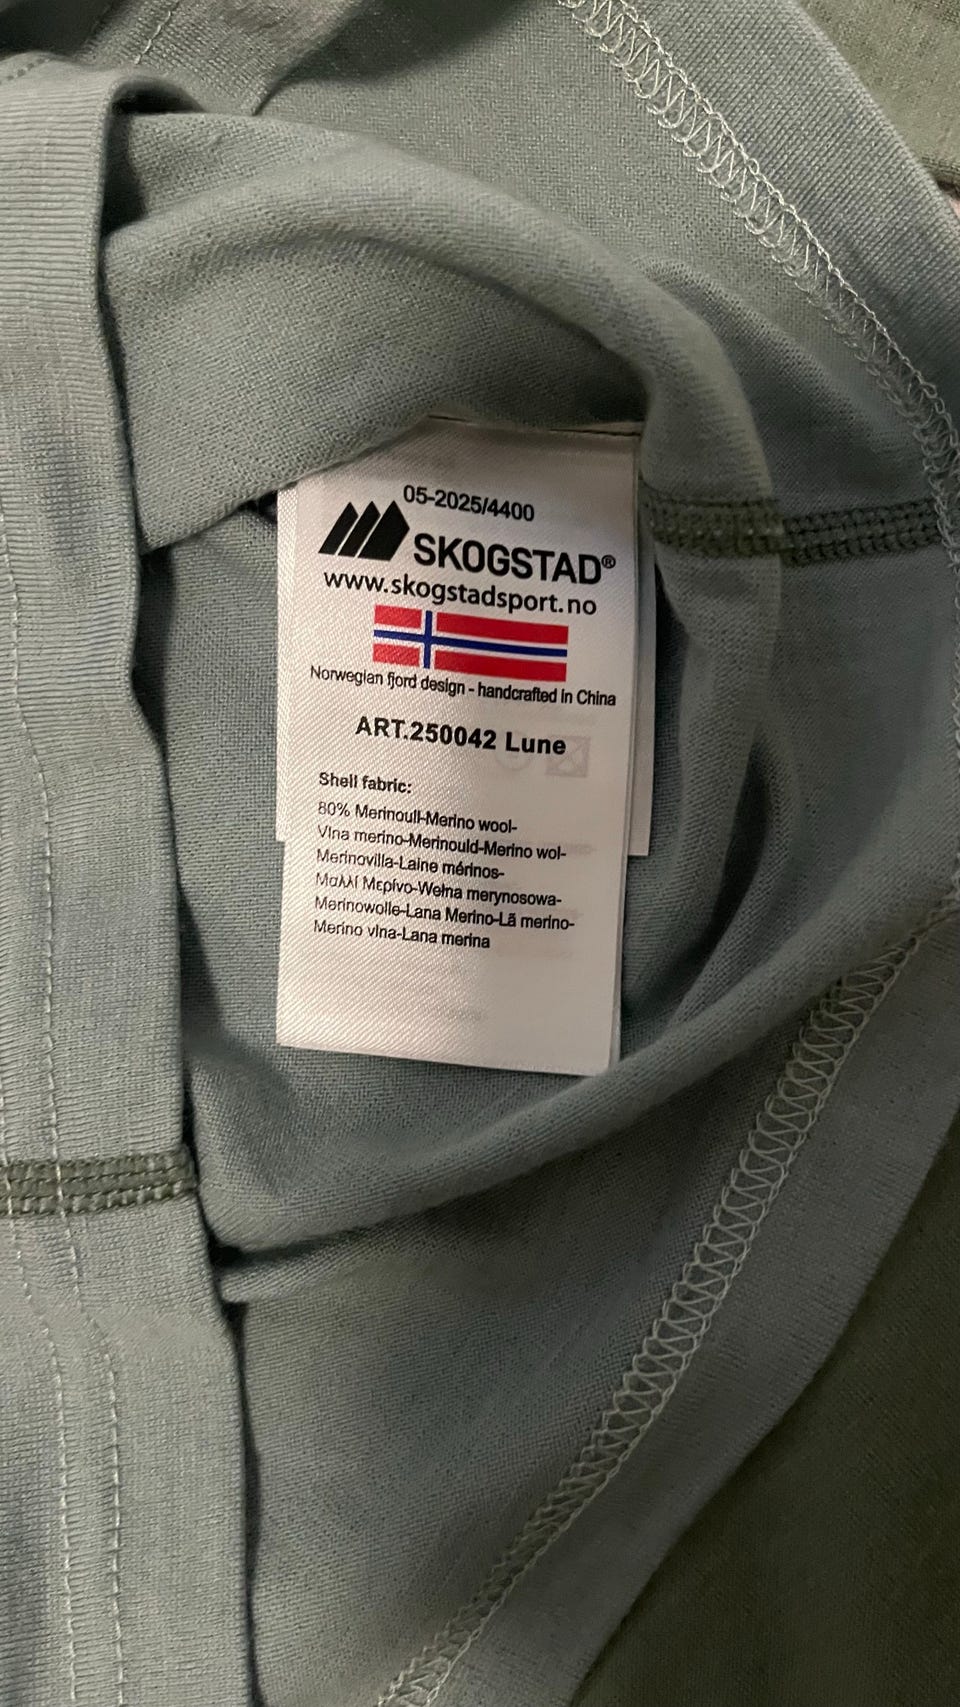 05-2025/4400
SKOGSTAD®
www.skogstadsport.no
Norwegian fjord design - handcrafted in China
ART.250042 Lune
Shell fabric:
80% Merinoull-Merino wool-
Vlna merino-Merinould-Merino wol-
Merinovilla-Laine mérinos-
Μαλλί Μερίνο-Wełna merynosowa-
Merinowolle-Lana Merino-Lã merino-
Merino vlna-Lana merina